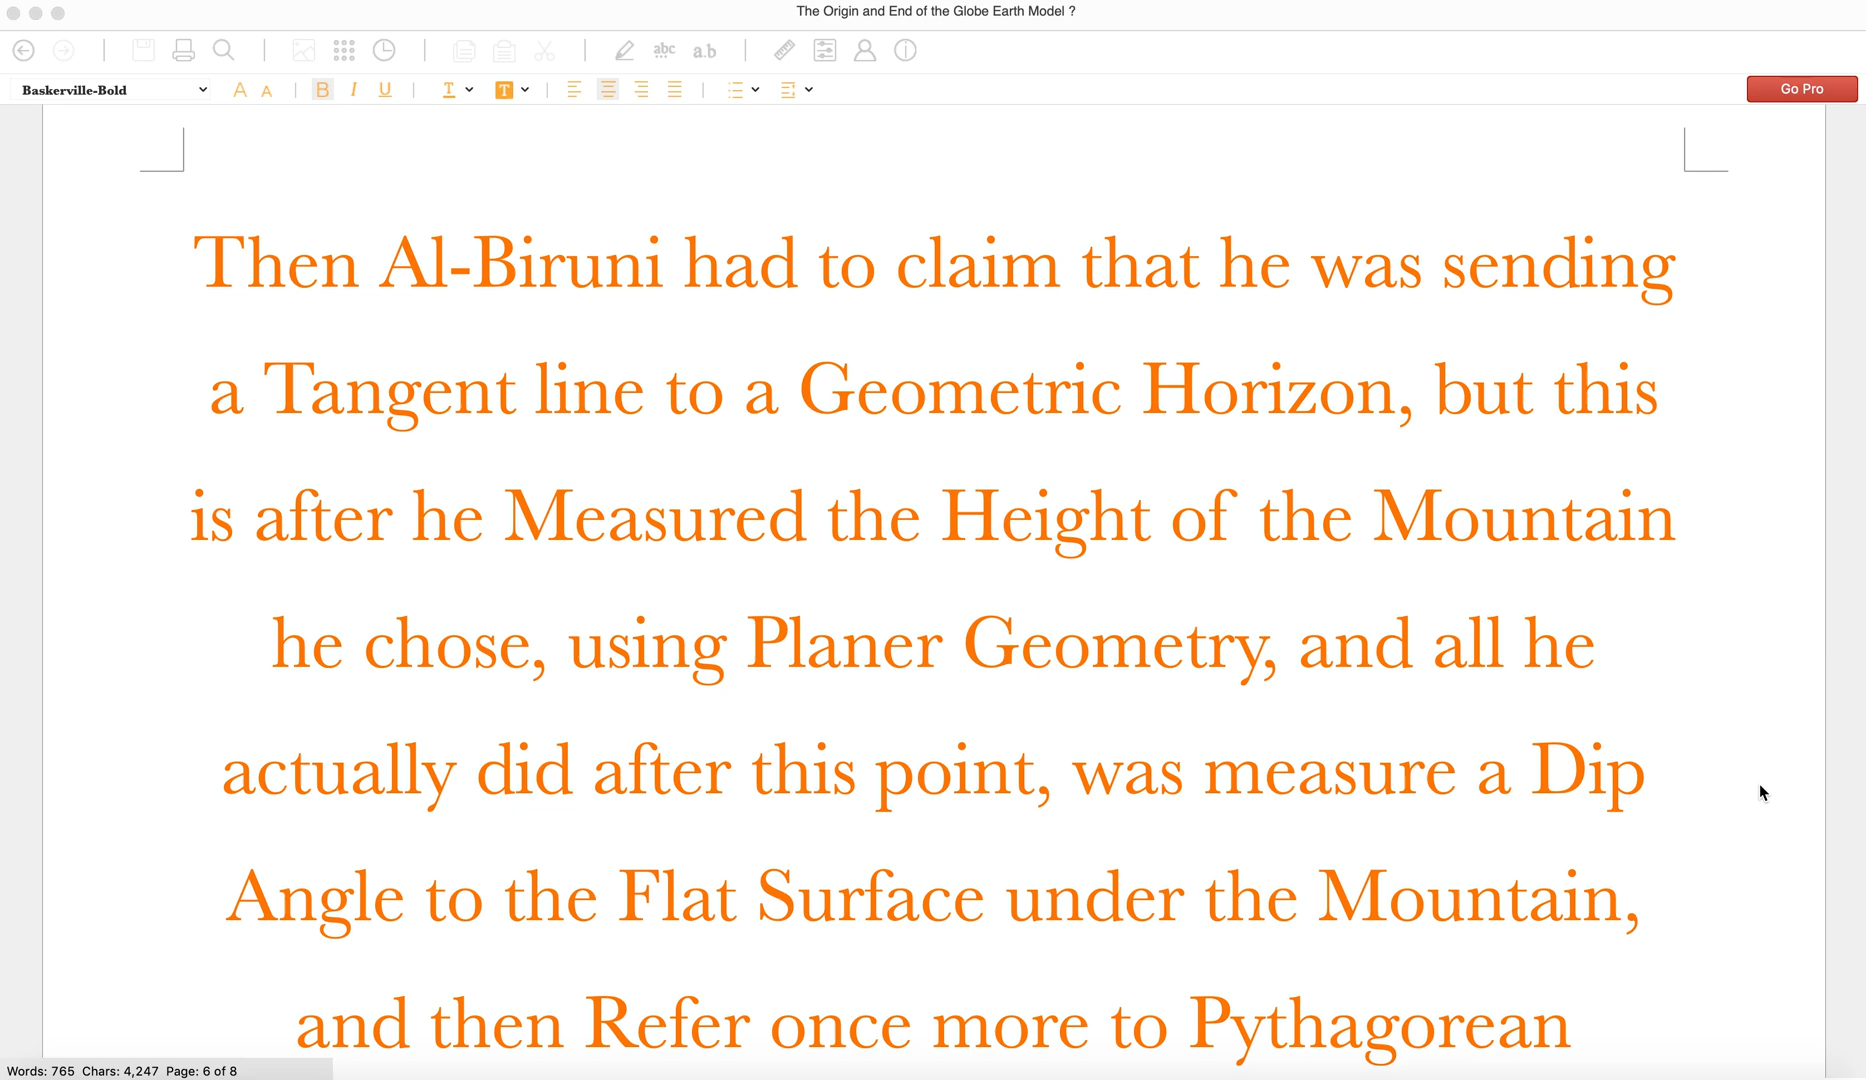 The Origin and End of the Globe Earth Model ?
abc a.b
Baskerville-Bold A A B I U T T Go Pro
Then Al-Biruni had to claim that he was sending
a Tangent line to a Geometric Horizon, but this
is after he Measured the Height of the Mountain
he chose, using Planer Geometry, and all he
actually did after this point, was measure a Dip
Angle to the Flat Surface under the Mountain,
and then Refer once more to Pythagorean
Words: 765 Chars: 4,247 Page: 6 of 8